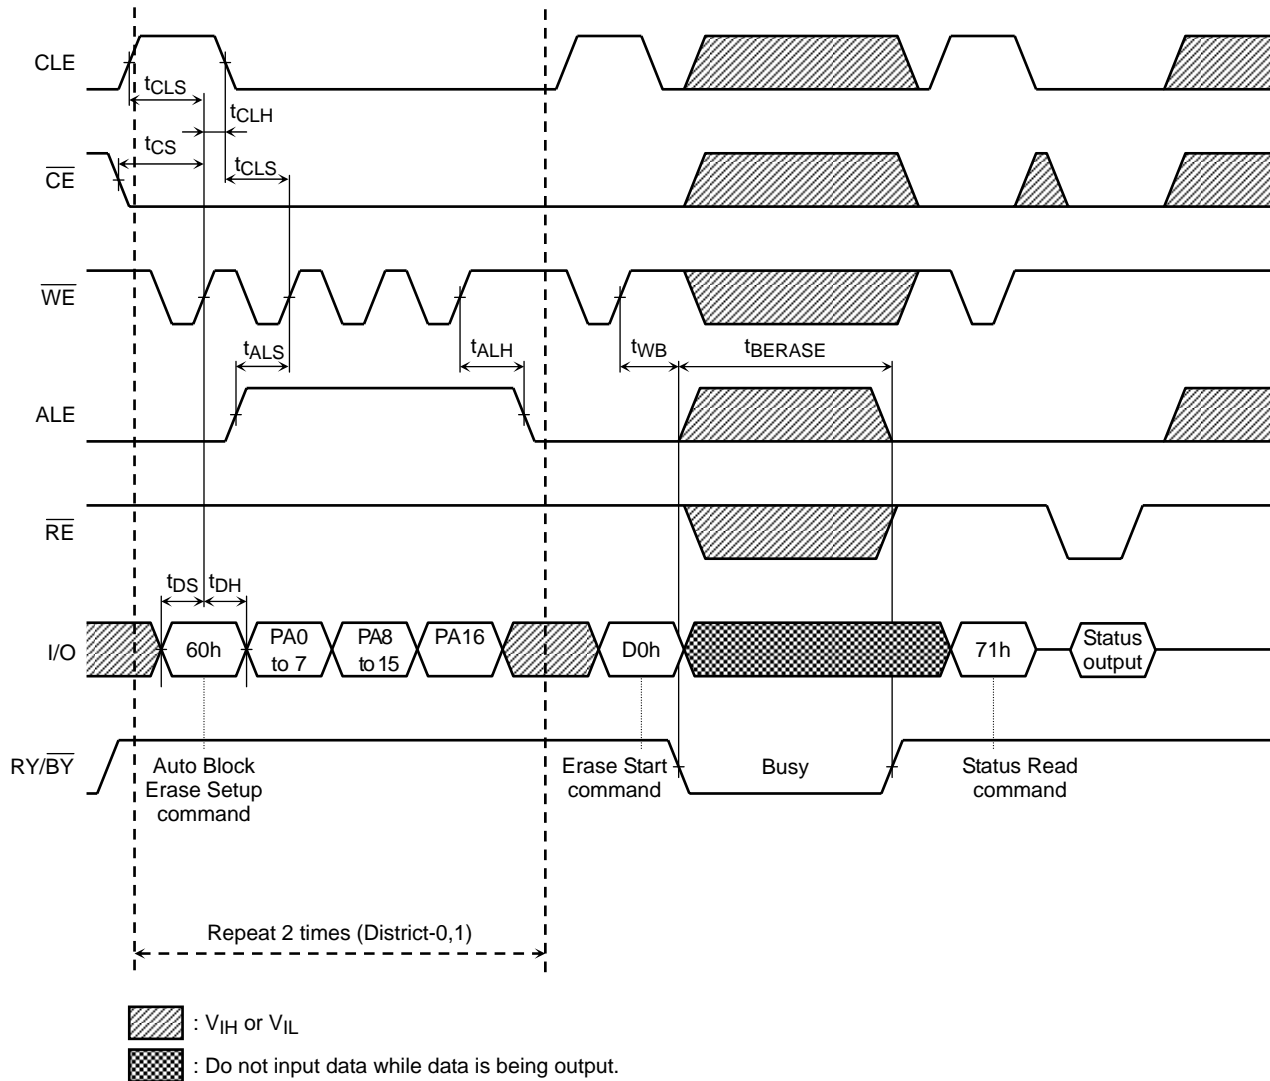 CLE
tCLS
tCLH
tCS
tCLS
CE
WE
tALS
tALH
tWB
tBERASE
ALE
RE
tDS
tDH
I/O
60h
PA0
to 7
PA8
to 15
PA16
D0h
71h
Status
output
RY/BY
Auto Block
Erase Setup
command
Erase Start
command
Busy
Status Read
command
Repeat 2 times (District-0,1)
: VIH or VIL
: Do not input data while data is being output.